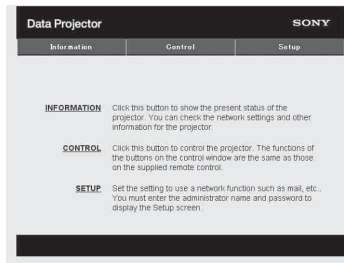 Data Projector SONY
Information Control Setup
INFORMATION Click this button to show the present status of the
projector. You can check the network settings and other
information for the projector.
CONTROL Click this button to control the projector. The functions of
the buttons on the control window are the same as those
on the supplied remote control.
SETUP Set the setting to use a network function such as mail, etc..
You must enter the administrator name and password to
display the Setup screen.